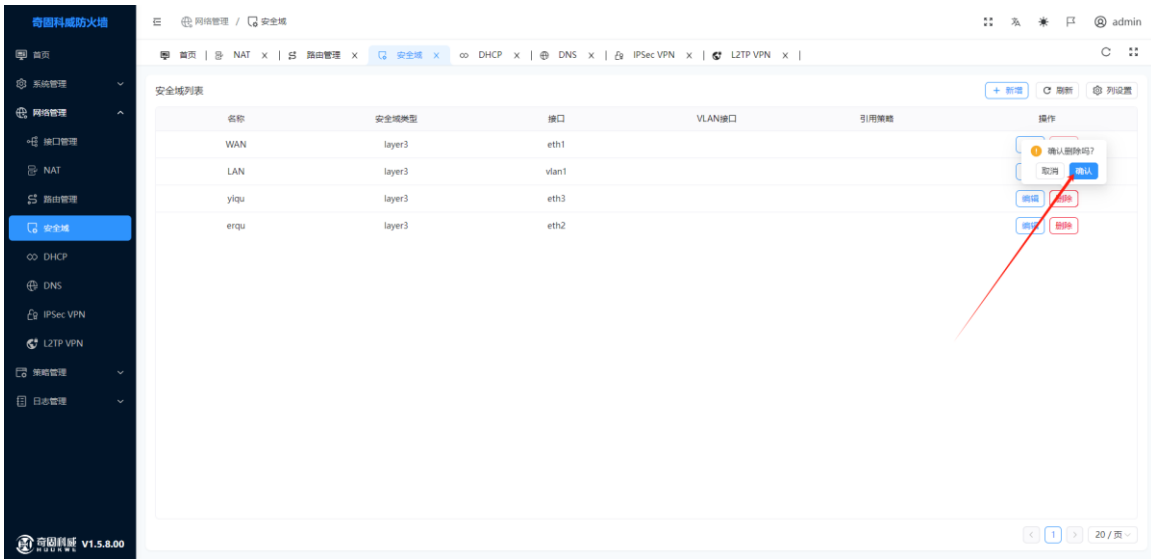 奇固科威防火墙
网络管理 / 安全域
admin
首页
系统管理
网络管理
接口管理
NAT
路由管理
安全域
DHCP
DNS
IPSec VPN
L2TP VPN
策略管理
日志管理
奇固科威 V1.5.8.00
首页 | NAT x | 路由管理 x 安全域 x DHCP x | DNS x | IPSec VPN x | L2TP VPN x |
安全域列表
+ 新增 刷新 列设置
名称 安全域类型 接口 VLAN接口 引用策略 操作
WAN layer3 eth1
LAN layer3 vlan1
yiqu layer3 eth3 编辑 删除
erqu layer3 eth2 编辑 删除
确认删除吗?
取消 确认
< 1 > 20 / 页